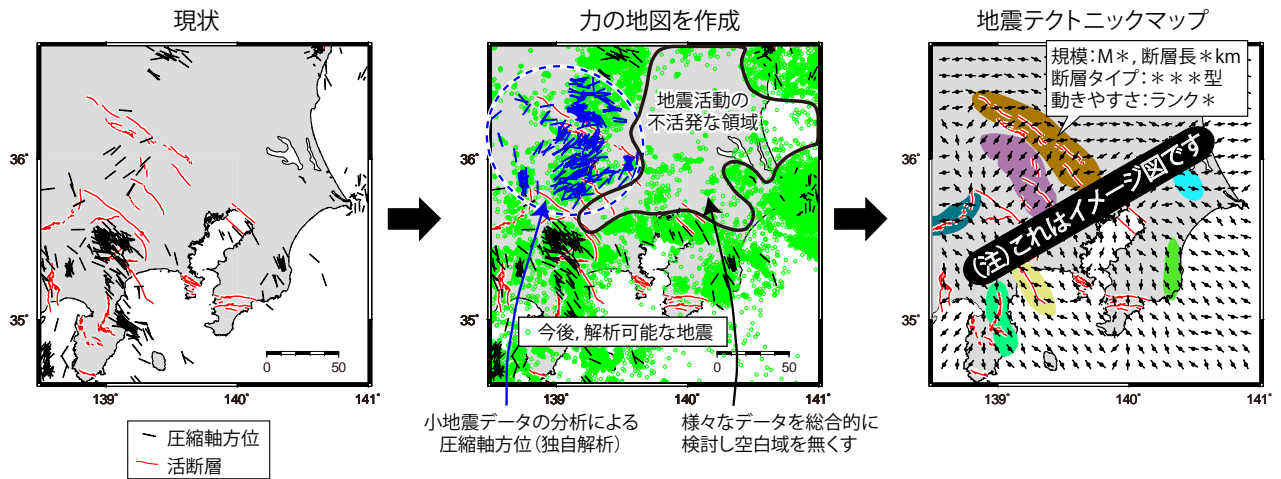 現状
36°
35°
139°
140°
141°
0
50
圧縮軸方位
活断層
力の地図を作成
地震活動の
不活発な領域
36°
35°
今後,解析可能な地震
0
50
139°
140°
141°
小地震データの分析による
圧縮軸方位(独自解析)
様々なデータを総合的に
検討し空白域を無くす
地震テクトニックマップ
規模:M*,断層長*km
断層タイプ:***型
動きやすさ:ランク*
(注)これはイメージ図です
36°
35°
139°
140°
141°